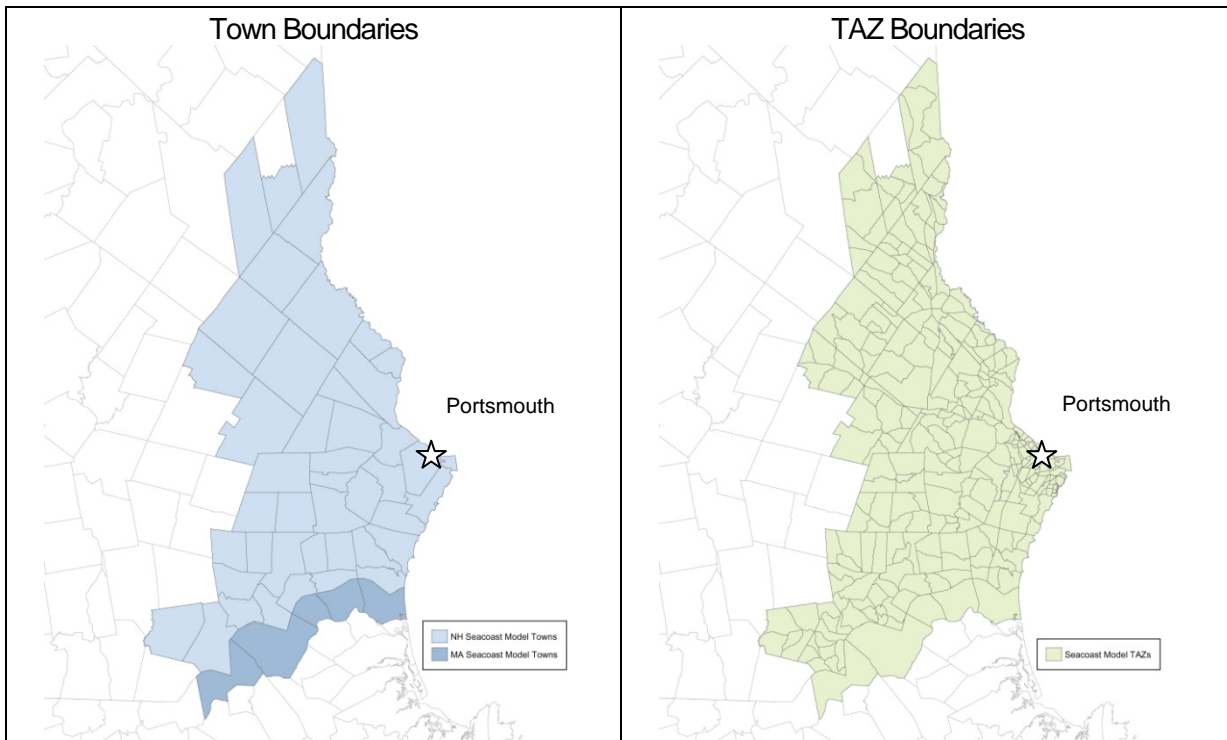 Town Boundaries
Portsmouth
NH Seacoast Model Towns
MA Seacoast Model Towns
TAZ Boundaries
Portsmouth
Seacoast Model TAZs